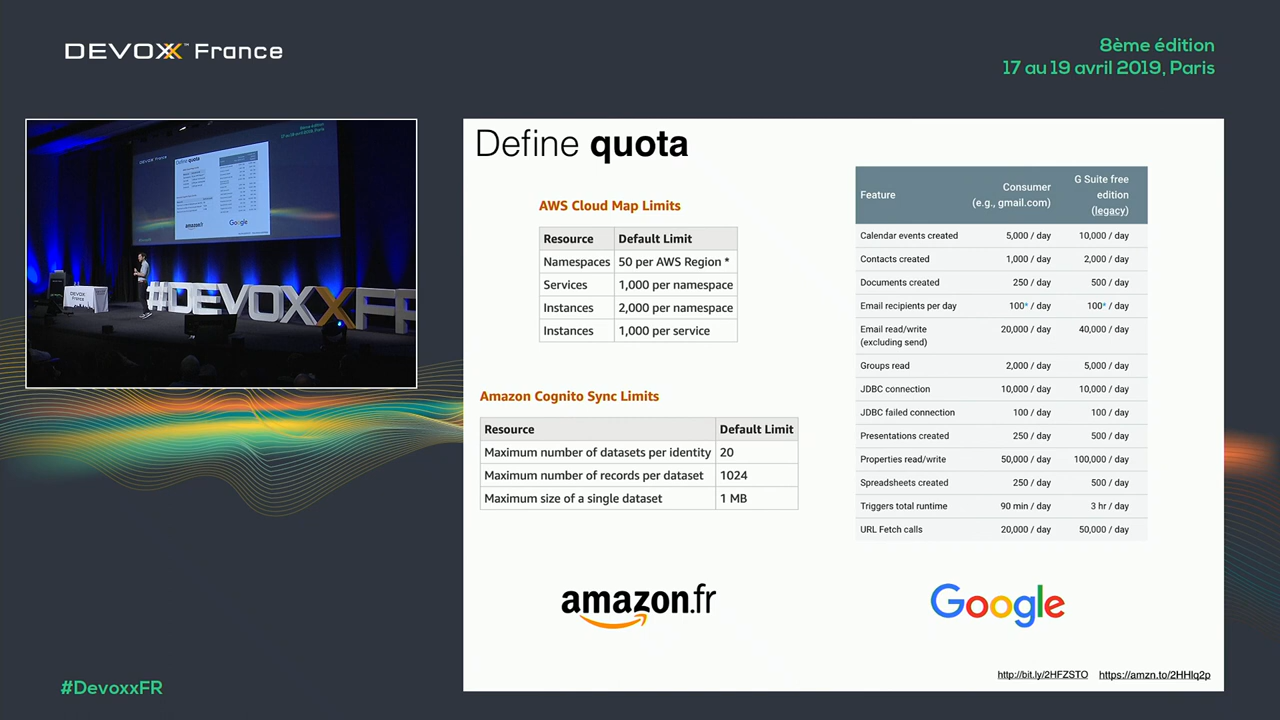 DEVOXX™ France
8ème édition
17 au 19 avril 2019, Paris
Define quota
#DEVOXXFR
Define quota
AWS Cloud Map Limits
Resource Default Limit
Namespaces 50 per AWS Region *
Services 1,000 per namespace
Instances 2,000 per namespace
Instances 1,000 per service
Amazon Cognito Sync Limits
Resource Default Limit
Maximum number of datasets per identity 20
Maximum number of records per dataset 1024
Maximum size of a single dataset 1 MB
Feature Consumer (e.g., gmail.com) G Suite free edition (legacy)
Calendar events created 5,000 / day 10,000 / day
Contacts created 1,000 / day 2,000 / day
Documents created 250 / day 500 / day
Email recipients per day 100* / day 100* / day
Email read/write (excluding send) 20,000 / day 40,000 / day
Groups read 2,000 / day 5,000 / day
JDBC connection 10,000 / day 10,000 / day
JDBC failed connection 100 / day 100 / day
Presentations created 250 / day 500 / day
Properties read/write 50,000 / day 100,000 / day
Spreadsheets created 250 / day 500 / day
Triggers total runtime 90 min / day 3 hr / day
URL Fetch calls 20,000 / day 50,000 / day
amazon.fr
Google
http://bit.ly/2HFZSTO https://amzn.to/2HHlq2p
#DevoxxFR